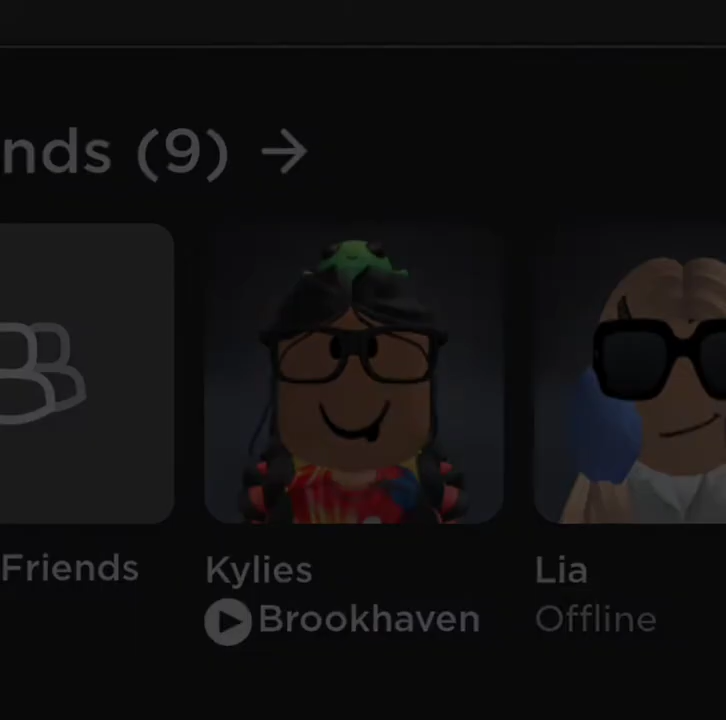 nds (9) →
Friends
Kylies
Lia
Brookhaven
Offline